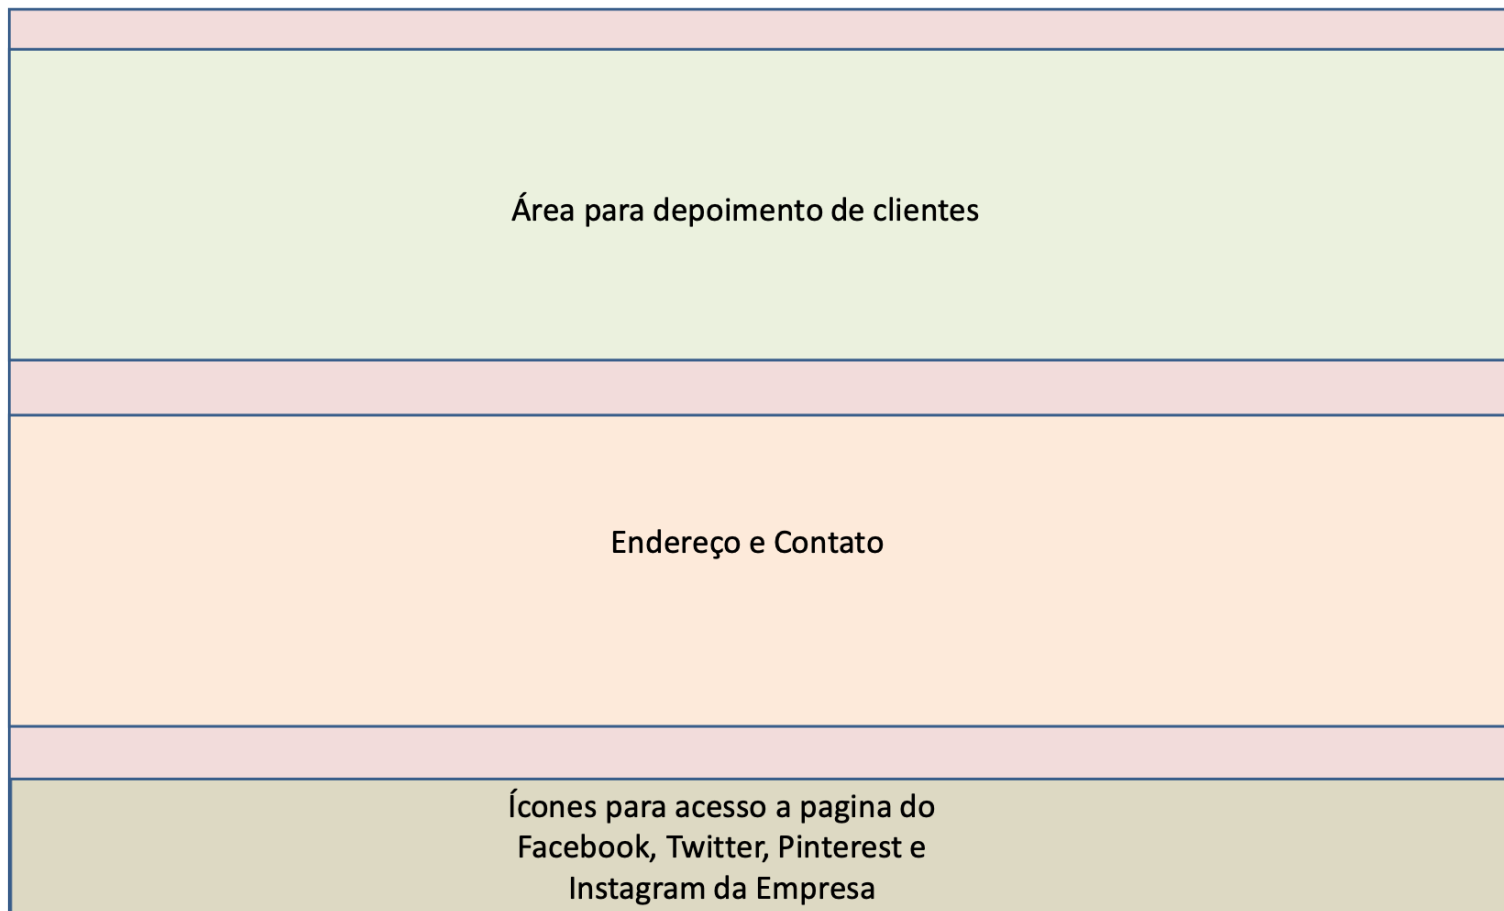 Área para depoimento de clientes
Endereço e Contato
Ícones para acesso a pagina do
Facebook, Twitter, Pinterest e
Instagram da Empresa